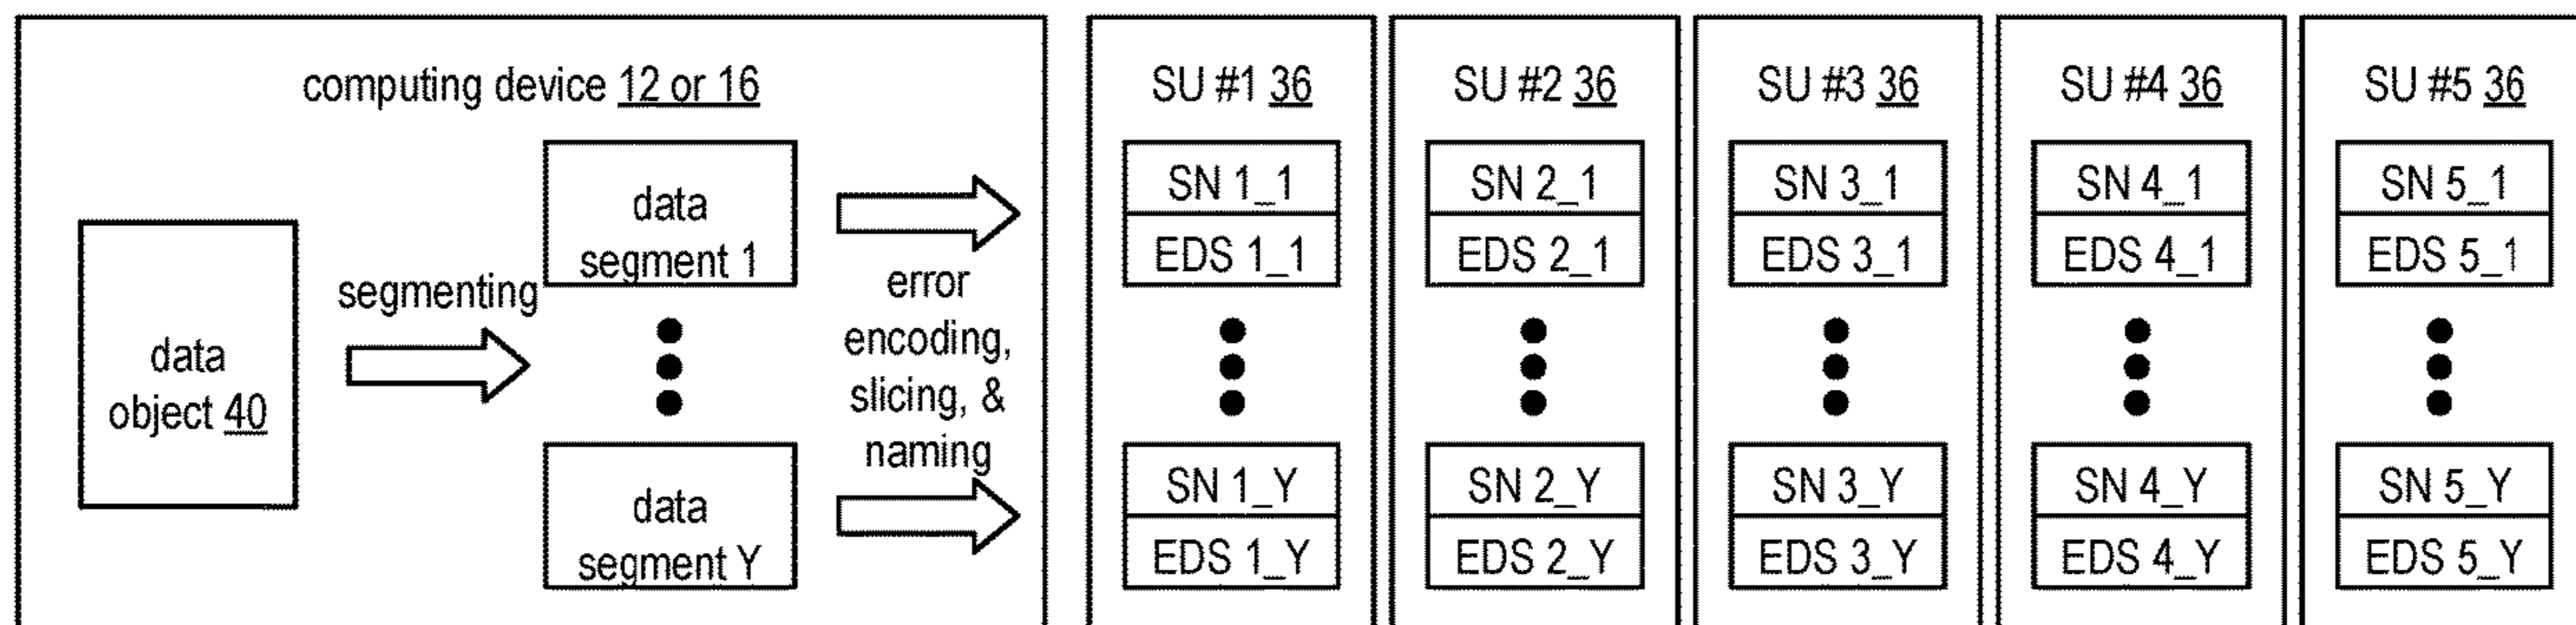 computing device 12 or 16
data
object 40
segmenting
data
segment 1
data
segment Y
error
encoding,
slicing, &
naming
SU #1 36
SN 1_1
EDS 1_1
SN 1_Y
EDS 1_Y
SU #2 36
SN 2_1
EDS 2_1
SN 2_Y
EDS 2_Y
SU #3 36
SN 3_1
EDS 3_1
SN 3_Y
EDS 3_Y
SU #4 36
SN 4_1
EDS 4_1
SN 4_Y
EDS 4_Y
SU #5 36
SN 5_1
EDS 5_1
SN 5_Y
EDS 5_Y